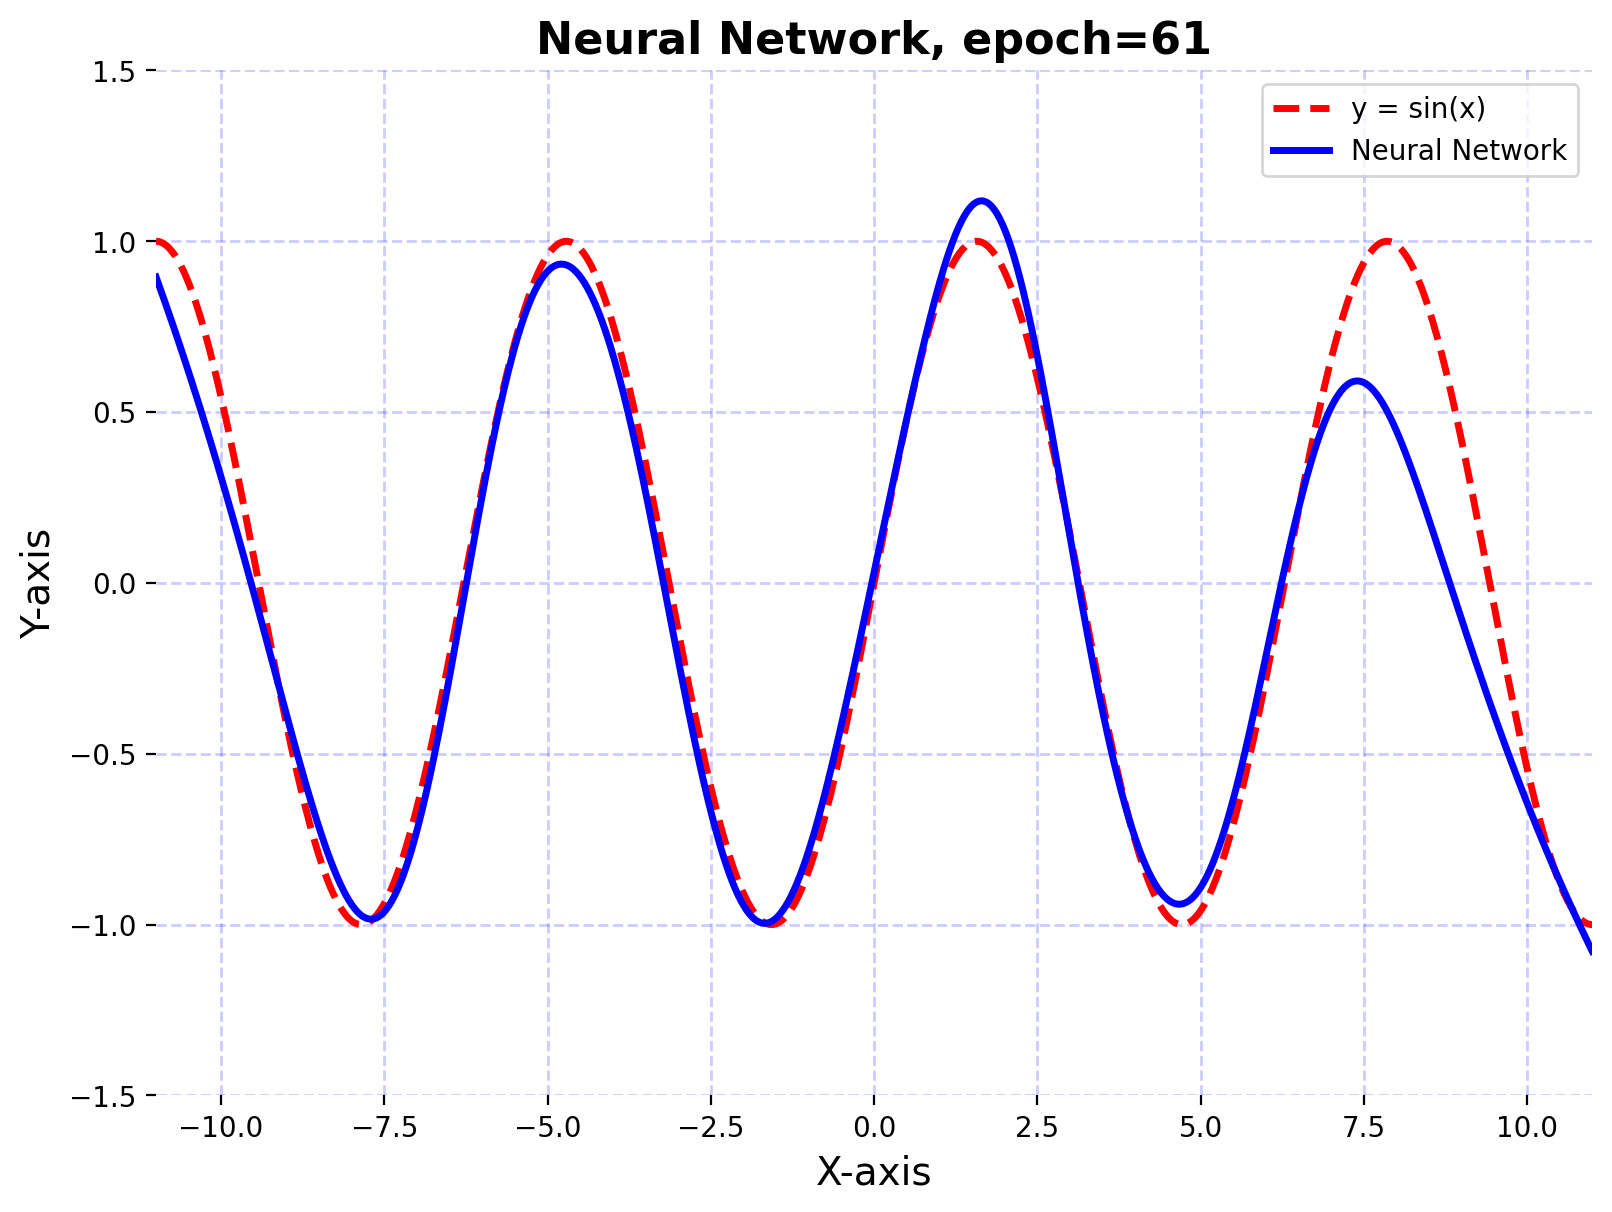 Neural Network, epoch=61
y = sin(x)
Neural Network
1.5
1.0
0.5
0.0
−0.5
−1.0
−1.5
Y-axis
−10.0 −7.5 −5.0 −2.5 0.0 2.5 5.0 7.5 10.0
X-axis